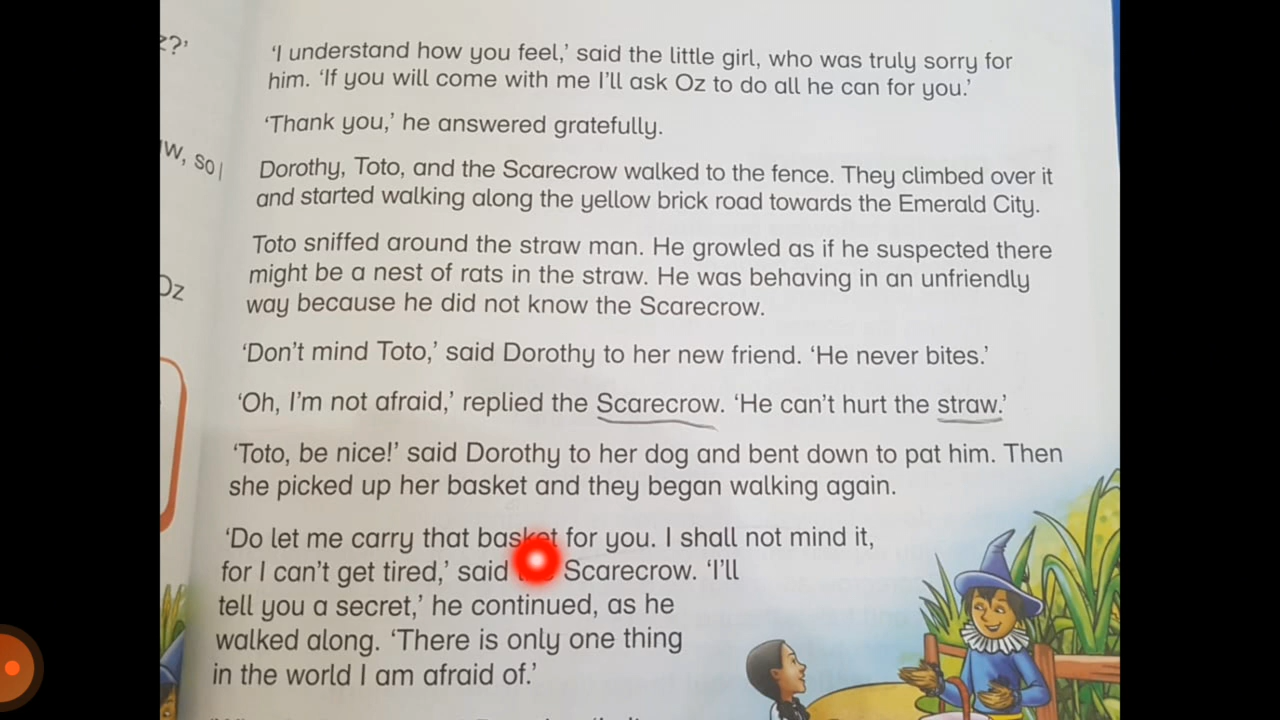 z?'
w, so
Oz
'I understand how you feel,' said the little girl, who was truly sorry for
him. 'If you will come with me I'll ask Oz to do all he can for you.'
'Thank you,' he answered gratefully.
Dorothy, Toto, and the Scarecrow walked to the fence. They climbed over it
and started walking along the yellow brick road towards the Emerald City.
Toto sniffed around the straw man. He growled as if he suspected there
might be a nest of rats in the straw. He was behaving in an unfriendly
way because he did not know the Scarecrow.
'Don't mind Toto,' said Dorothy to her new friend. 'He never bites.'
'Oh, I'm not afraid,' replied the Scarecrow. 'He can't hurt the straw.'
'Toto, be nice!' said Dorothy to her dog and bent down to pat him. Then
she picked up her basket and they began walking again.
'Do let me carry that basket for you. I shall not mind it,
for I can't get tired,' said Scarecrow. 'I'll
tell you a secret,' he continued, as he
walked along. 'There is only one thing
in the world I am afraid of.'